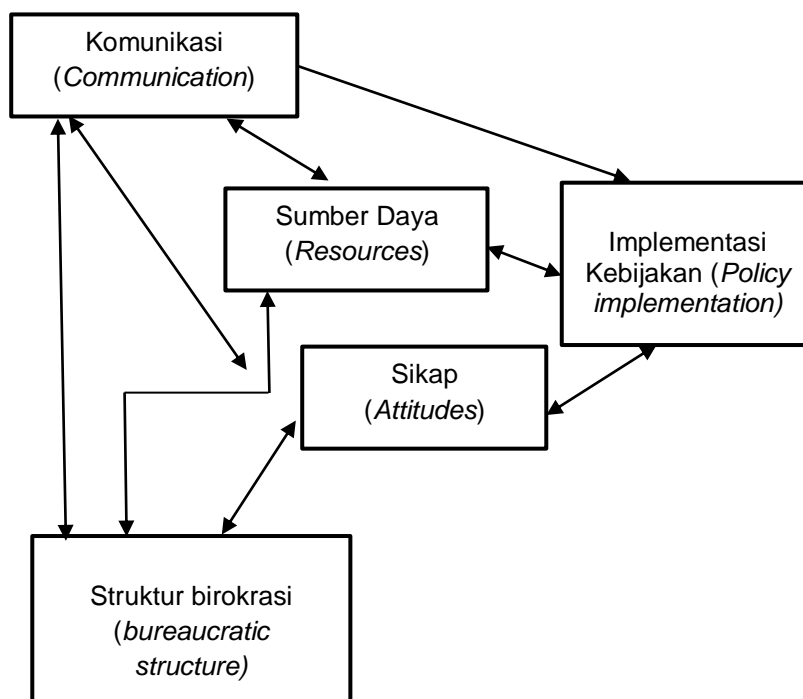 Komunikasi
(Communication)
Sumber Daya
(Resources)
Implementasi
Kebijakan (Policy
implementation)
Sikap
(Attitudes)
Struktur birokrasi
(bureaucratic
structure)